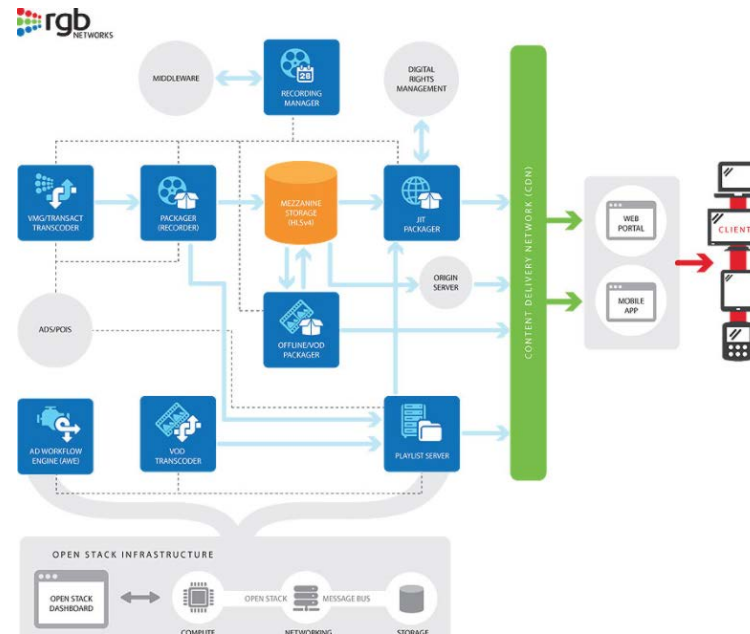 rgb
NETWORKS
MIDDLEWARE
28
RECORDING
MANAGER
DIGITAL
RIGHTS
MANAGEMENT
VMG/TRANSACT
TRANSCODER
PACKAGER
(RECORDER)
MEZZANINE
STORAGE
(HLSv4)
JIT
PACKAGER
CONTENT DELIVERY NETWORK (CDN)
WEB
PORTAL
CLIENT
ORIGIN
SERVER
MOBILE
APP
ADS/POIS
OFFLINE/VOD
PACKAGER
AD WORKFLOW
ENGINE (AWE)
VOD
TRANSCODER
PLAYLIST SERVER
OPEN STACK INFRASTRUCTURE
OPEN STACK
DASHBOARD
OPEN STACK
MESSAGE BUS
COMPUTE
NETWORKING
STORAGE